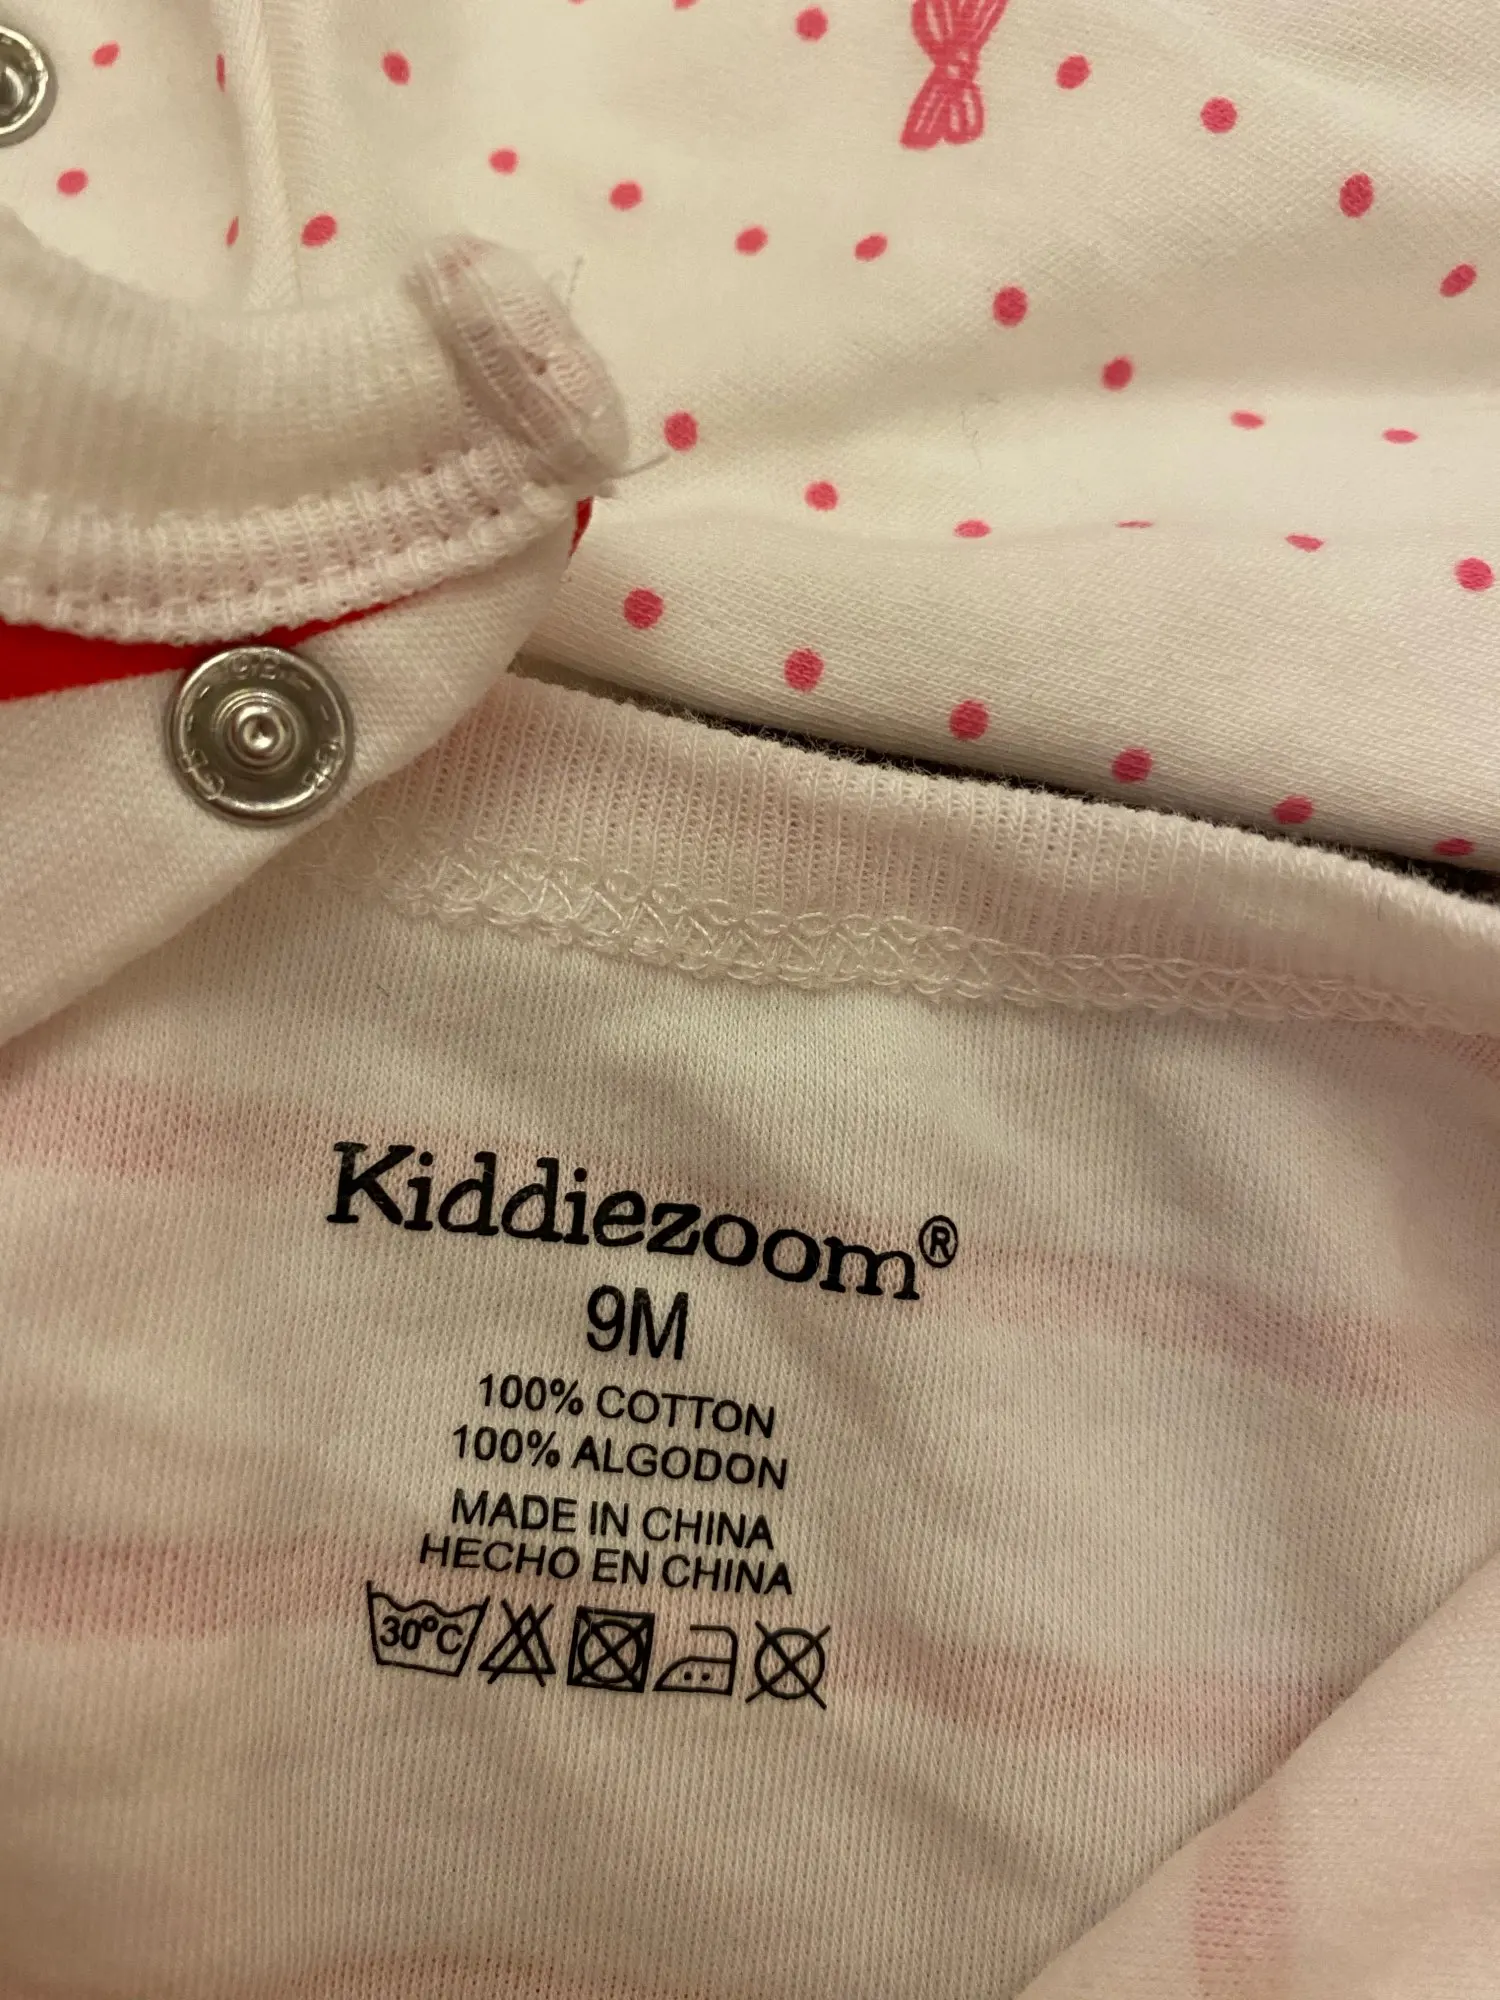 Kiddiezoom®
9M
100% COTTON
100% ALGODON
MADE IN CHINA
HECHO EN CHINA
30°C